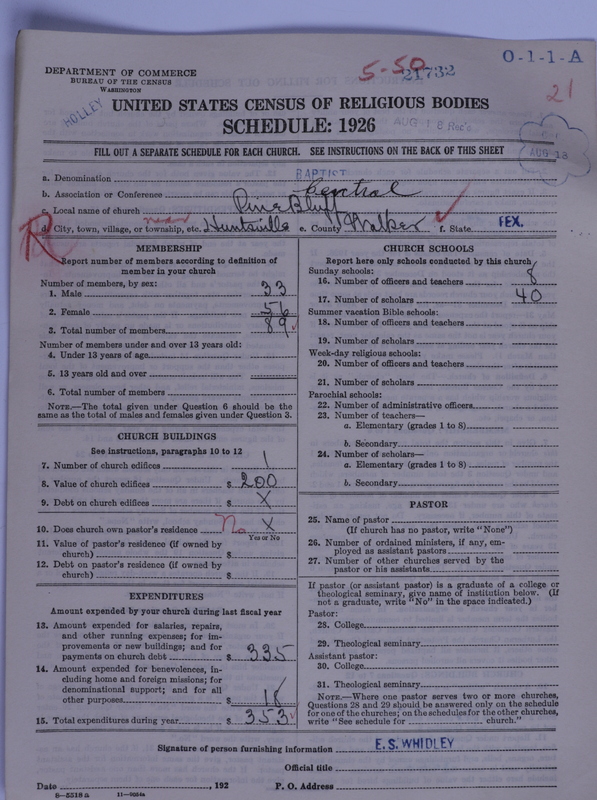 O-1-1-A
5-50 21732
21
DEPARTMENT OF COMMERCE
BUREAU OF THE CENSUS
WASHINGTON
HOLLEY
UNITED STATES CENSUS OF RELIGIOUS BODIES
SCHEDULE: 1926
AUG 18 Rec'd
AUG 18
FILL OUT A SEPARATE SCHEDULE FOR EACH CHURCH. SEE INSTRUCTIONS ON THE BACK OF THIS SHEET
a. Denomination BAPTIST
b. Association or Conference Central
c. Local name of church Pine Bluff
d. City, town, village, or township, etc. near Huntsville e. County Walker f. State TEX.
R
MEMBERSHIP
Report number of members according to definition of
member in your church
Number of members, by sex:
1. Male 33
2. Female 56
3. Total number of members 89
Number of members under and over 13 years old:
4. Under 13 years of age
5. 13 years old and over
6. Total number of members
NOTE.—The total given under Question 6 should be the
same as the total of males and females given under Question 3.
CHURCH BUILDINGS
See instructions, paragraphs 10 to 12
7. Number of church edifices 1
8. Value of church edifices $ 200
9. Debt on church edifices $ X
10. Does church own pastor's residence No X
Yes or No
11. Value of pastor's residence (if owned by
church) $
12. Debt on pastor's residence (if owned by
church) $
EXPENDITURES
Amount expended by your church during last fiscal year
13. Amount expended for salaries, repairs,
and other running expenses; for im-
provements or new buildings; and for
payments on church debt $ 335
14. Amount expended for benevolences, in-
cluding home and foreign missions; for
denominational support; and for all
other purposes $ 18
15. Total expenditures during year $ 353
CHURCH SCHOOLS
Report here only schools conducted by this church
Sunday schools:
16. Number of officers and teachers 8
17. Number of scholars 40
Summer vacation Bible schools:
18. Number of officers and teachers
19. Number of scholars
Week-day religious schools:
20. Number of officers and teachers
21. Number of scholars
Parochial schools:
22. Number of administrative officers
23. Number of teachers—
a. Elementary (grades 1 to 8)
b. Secondary
24. Number of scholars—
a. Elementary (grades 1 to 8)
b. Secondary
PASTOR
25. Name of pastor
(If church has no pastor, write "None")
26. Number of ordained ministers, if any, em-
ployed as assistant pastors
27. Number of other churches served by the
pastor or his assistants
If pastor (or assistant pastor) is a graduate of a college or
theological seminary, give name of institution below. (If
not a graduate, write "No" in the space indicated.)
Pastor:
28. College
29. Theological seminary
Assistant pastor:
30. College
31. Theological seminary
NOTE.—Where one pastor serves two or more churches,
Questions 28 and 29 should be answered only on the schedule
for one of the churches; on the schedules for the other churches,
write "See schedule for church."
Signature of person furnishing information E. S. WHIDLEY
Official title
Date , 192 P. O. Address
8—5518 a 11—9064a